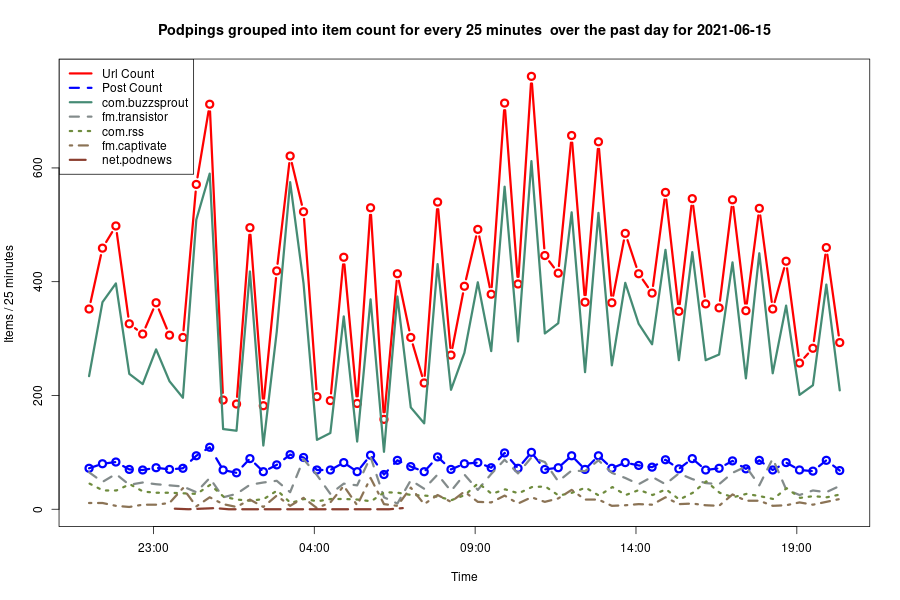 Podpings grouped into item count for every 25 minutes  over the past day for 2021-06-15
Url Count
Post Count
com.buzzsprout
fm.transistor
com.rss
fm.captivate
net.podnews
Items / 25 minutes
600
400
200
0
23:00
04:00
09:00
14:00
19:00
Time